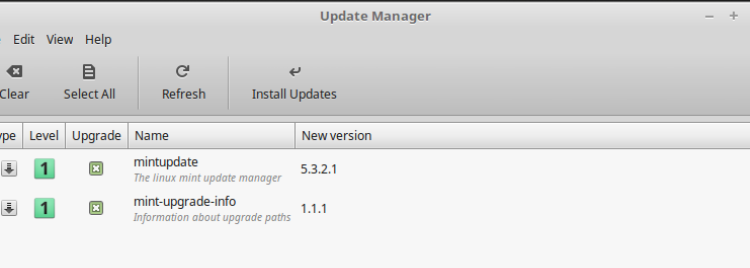 Update Manager
Edit View Help
Clear Select All Refresh Install Updates
ype Level Upgrade Name New version
1 mintupdate 5.3.2.1
The linux mint update manager
1 mint-upgrade-info 1.1.1
Information about upgrade paths